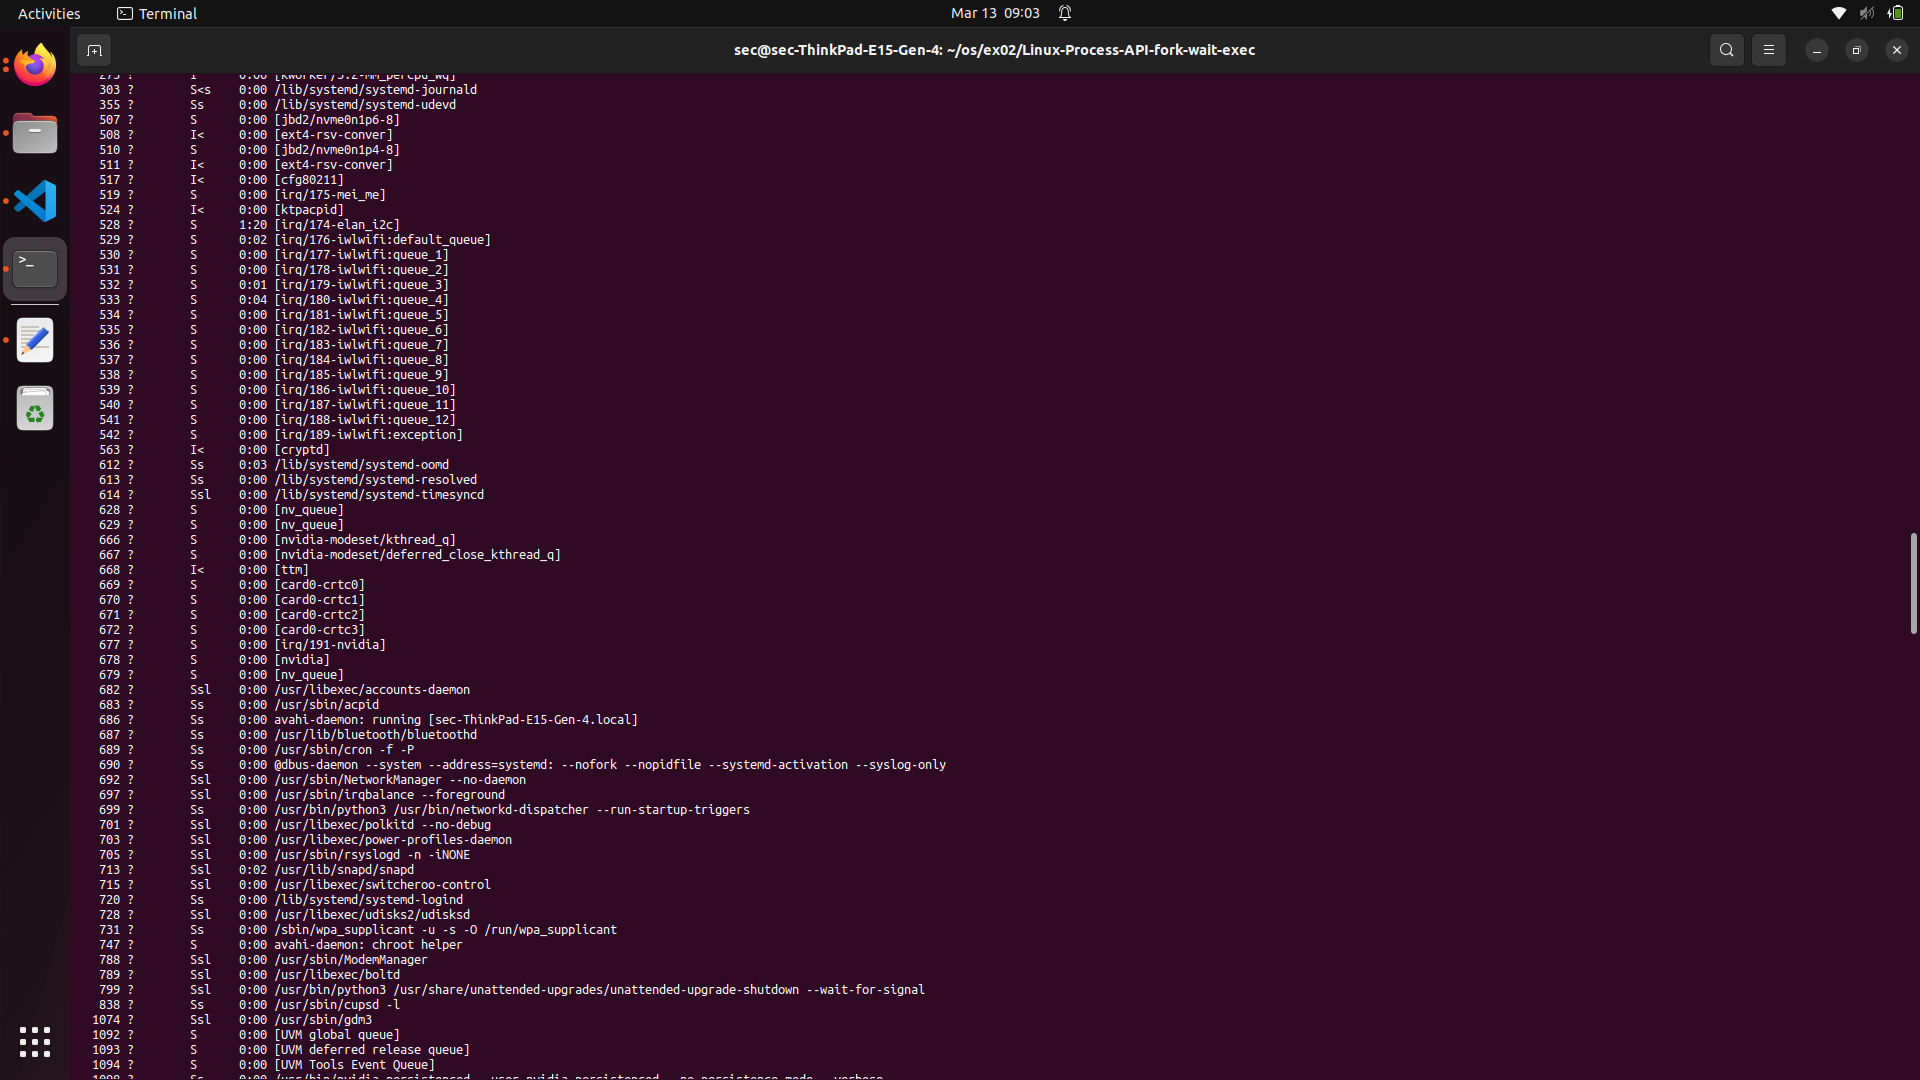 Activities
Terminal
Mar 13 09:03
sec@sec-ThinkPad-E15-Gen-4: ~/os/ex02/Linux-Process-API-fork-wait-exec
273 ? I 0:00 [kworker/3:2-mm_percpu_wq]
303 ? S<s 0:00 /lib/systemd/systemd-journald
355 ? Ss 0:00 /lib/systemd/systemd-udevd
507 ? S 0:00 [jbd2/nvme0n1p6-8]
508 ? I< 0:00 [ext4-rsv-conver]
510 ? S 0:00 [jbd2/nvme0n1p4-8]
511 ? I< 0:00 [ext4-rsv-conver]
517 ? I< 0:00 [cfg80211]
519 ? S 0:00 [irq/175-mei_me]
524 ? I< 0:00 [ktpacpid]
528 ? S 1:20 [irq/174-elan_i2c]
529 ? S 0:02 [irq/176-iwlwifi:default_queue]
530 ? S 0:00 [irq/177-iwlwifi:queue_1]
531 ? S 0:00 [irq/178-iwlwifi:queue_2]
532 ? S 0:01 [irq/179-iwlwifi:queue_3]
533 ? S 0:04 [irq/180-iwlwifi:queue_4]
534 ? S 0:00 [irq/181-iwlwifi:queue_5]
535 ? S 0:00 [irq/182-iwlwifi:queue_6]
536 ? S 0:00 [irq/183-iwlwifi:queue_7]
537 ? S 0:00 [irq/184-iwlwifi:queue_8]
538 ? S 0:00 [irq/185-iwlwifi:queue_9]
539 ? S 0:00 [irq/186-iwlwifi:queue_10]
540 ? S 0:00 [irq/187-iwlwifi:queue_11]
541 ? S 0:00 [irq/188-iwlwifi:queue_12]
542 ? S 0:00 [irq/189-iwlwifi:exception]
563 ? I< 0:00 [cryptd]
612 ? Ss 0:03 /lib/systemd/systemd-oomd
613 ? Ss 0:00 /lib/systemd/systemd-resolved
614 ? Ssl 0:00 /lib/systemd/systemd-timesyncd
628 ? S 0:00 [nv_queue]
629 ? S 0:00 [nv_queue]
666 ? S 0:00 [nvidia-modeset/kthread_q]
667 ? S 0:00 [nvidia-modeset/deferred_close_kthread_q]
668 ? I< 0:00 [ttm]
669 ? S 0:00 [card0-crtc0]
670 ? S 0:00 [card0-crtc1]
671 ? S 0:00 [card0-crtc2]
672 ? S 0:00 [card0-crtc3]
677 ? S 0:00 [irq/191-nvidia]
678 ? S 0:00 [nvidia]
679 ? S 0:00 [nv_queue]
682 ? Ssl 0:00 /usr/libexec/accounts-daemon
683 ? Ss 0:00 /usr/sbin/acpid
686 ? Ss 0:00 avahi-daemon: running [sec-ThinkPad-E15-Gen-4.local]
687 ? Ss 0:00 /usr/lib/bluetooth/bluetoothd
689 ? Ss 0:00 /usr/sbin/cron -f -P
690 ? Ss 0:00 @dbus-daemon --system --address=systemd: --nofork --nopidfile --systemd-activation --syslog-only
692 ? Ssl 0:00 /usr/sbin/NetworkManager --no-daemon
697 ? Ssl 0:00 /usr/sbin/irqbalance --foreground
699 ? Ss 0:00 /usr/bin/python3 /usr/bin/networkd-dispatcher --run-startup-triggers
701 ? Ssl 0:00 /usr/libexec/polkitd --no-debug
703 ? Ssl 0:00 /usr/libexec/power-profiles-daemon
705 ? Ssl 0:00 /usr/sbin/rsyslogd -n -iNONE
713 ? Ssl 0:02 /usr/lib/snapd/snapd
715 ? Ssl 0:00 /usr/libexec/switcheroo-control
720 ? Ss 0:00 /lib/systemd/systemd-logind
728 ? Ssl 0:00 /usr/libexec/udisks2/udisksd
731 ? Ss 0:00 /sbin/wpa_supplicant -u -s -O /run/wpa_supplicant
747 ? S 0:00 avahi-daemon: chroot helper
788 ? Ssl 0:00 /usr/sbin/ModemManager
789 ? Ssl 0:00 /usr/libexec/boltd
799 ? Ssl 0:00 /usr/bin/python3 /usr/share/unattended-upgrades/unattended-upgrade-shutdown --wait-for-signal
838 ? Ss 0:00 /usr/sbin/cupsd -l
1074 ? Ssl 0:00 /usr/sbin/gdm3
1092 ? S 0:00 [UVM global queue]
1093 ? S 0:00 [UVM deferred release queue]
1094 ? S 0:00 [UVM Tools Event Queue]
1098 ? Ss 0:00 /usr/bin/nvidia-persistenced --user nvidia-persistenced --no-persistence-mode --verbose